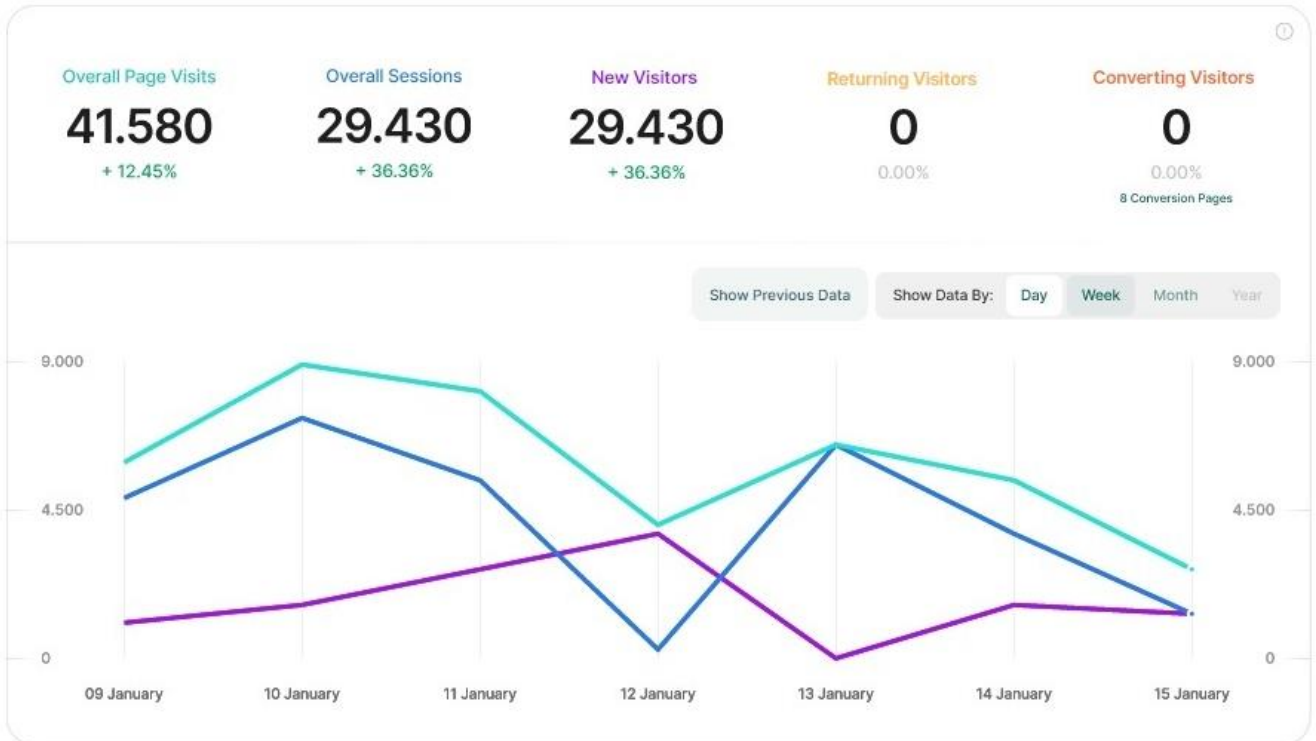 Overall Page Visits
41.580
+ 12.45%
Overall Sessions
29.430
+ 36.36%
New Visitors
29.430
+ 36.36%
Returning Visitors
0
0.00%
Converting Visitors
0
0.00%
8 Conversion Pages
Show Previous Data
Show Data By: Day Week Month Year
9.000 9.000
4.500 4.500
0 0
09 January 10 January 11 January 12 January 13 January 14 January 15 January